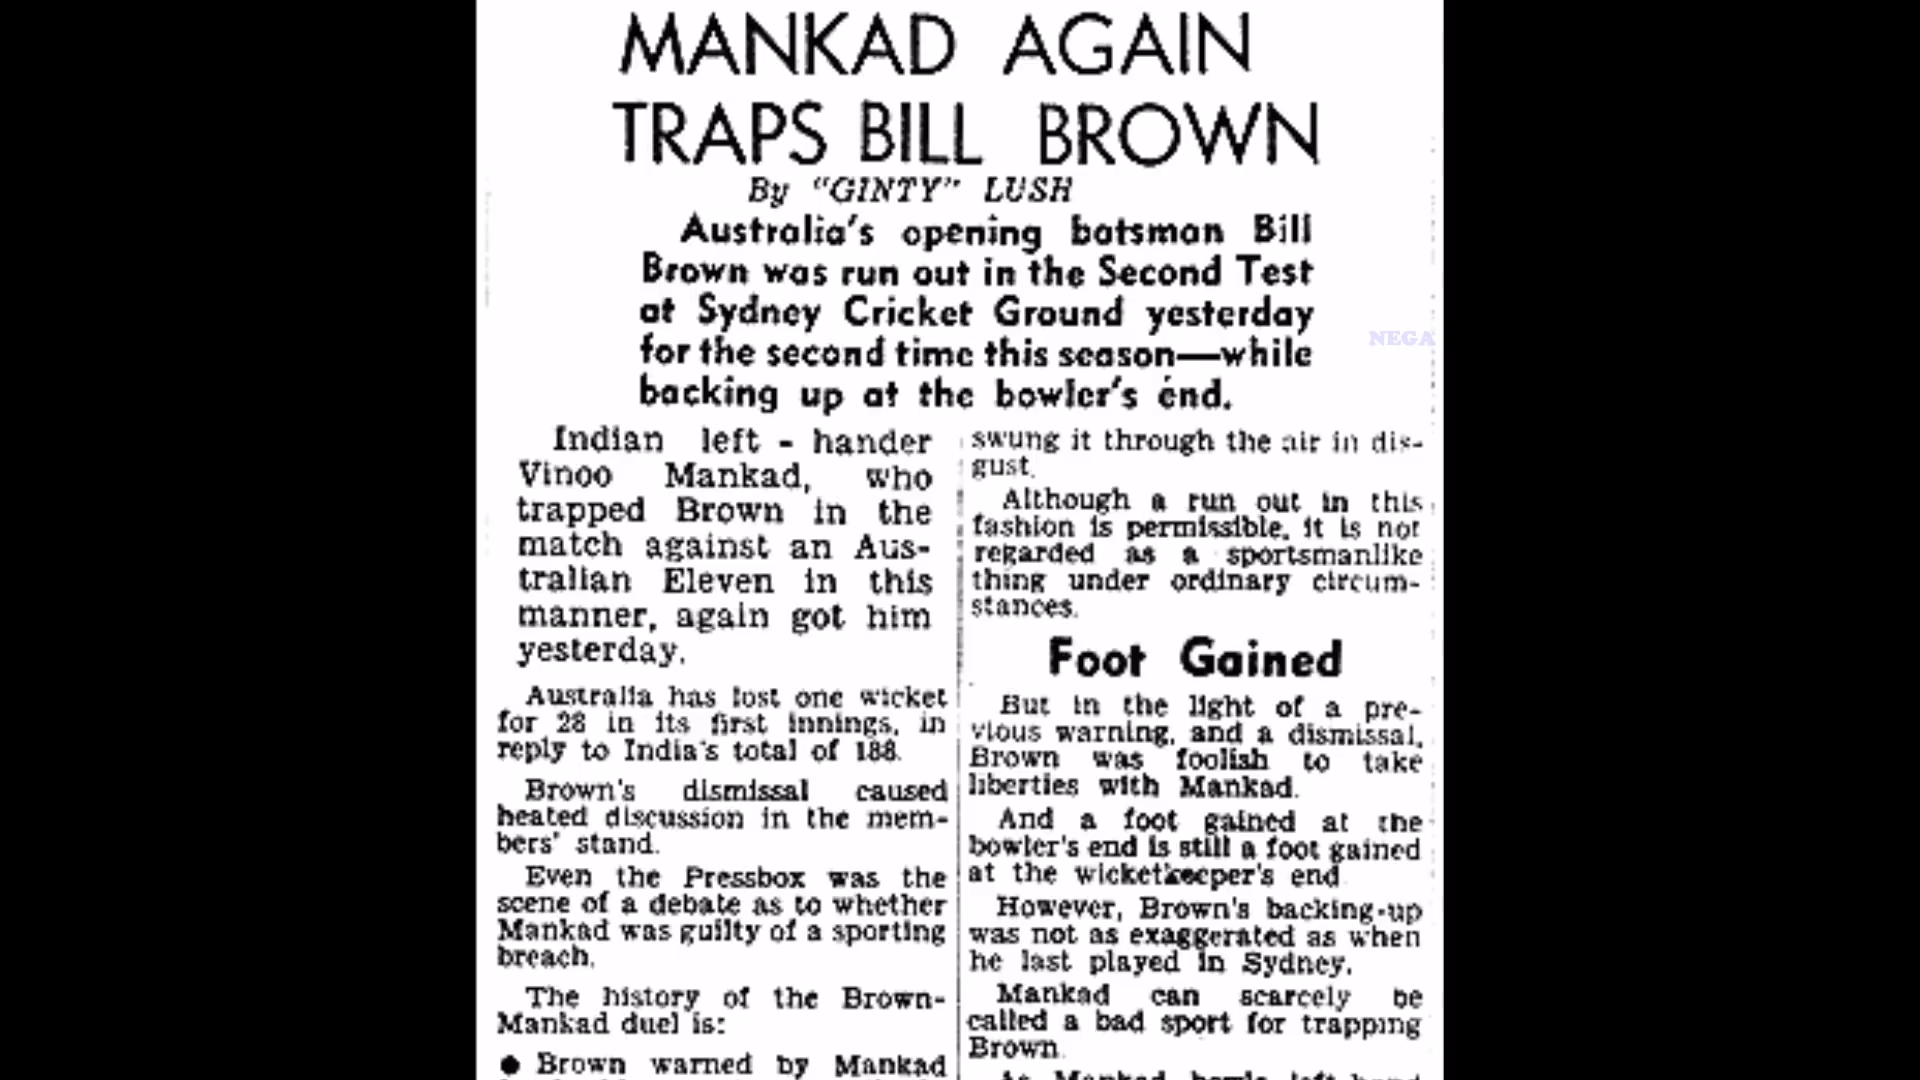 MANKAD AGAIN
TRAPS BILL BROWN
By "GINTY" LUSH
Australia's opening batsman Bill
Brown was run out in the Second Test
at Sydney Cricket Ground yesterday
for the second time this season—while
backing up at the bowler's end.
Indian left - hander
Vinoo Mankad, who
trapped Brown in the
match against an Aus-
tralian Eleven in this
manner, again got him
yesterday.
Australia has lost one wicket
for 28 in its first innings, in
reply to India's total of 188.
Brown's dismissal caused
heated discussion in the mem-
bers' stand.
Even the Pressbox was the
scene of a debate as to whether
Mankad was guilty of a sporting
breach.
The history of the Brown-
Mankad duel is:
● Brown warned by Mankad
swung it through the air in dis-
gust.
Although a run out in this
fashion is permissible, it is not
regarded as a sportsmanlike
thing under ordinary circum-
stances.
Foot Gained
But in the light of a pre-
vious warning, and a dismissal,
Brown was foolish to take
liberties with Mankad.
And a foot gained at the
bowler's end is still a foot gained
at the wicketkeeper's end.
However, Brown's backing-up
was not as exaggerated as when
he last played in Sydney.
Mankad can scarcely be
called a bad sport for trapping
Brown.
As Mankad bowls left-hand
NEGA